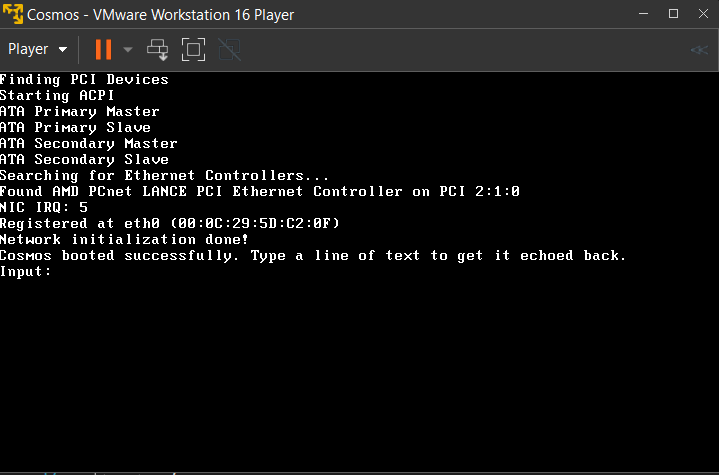 Cosmos - VMware Workstation 16 Player
Player
Finding PCI Devices
Starting ACPI
ATA Primary Master
ATA Primary Slave
ATA Secondary Master
ATA Secondary Slave
Searching for Ethernet Controllers...
Found AMD PCnet LANCE PCI Ethernet Controller on PCI 2:1:0
NIC IRQ: 5
Registered at eth0 (00:0C:29:5D:C2:0F)
Network initialization done!
Cosmos booted successfully. Type a line of text to get it echoed back.
Input: